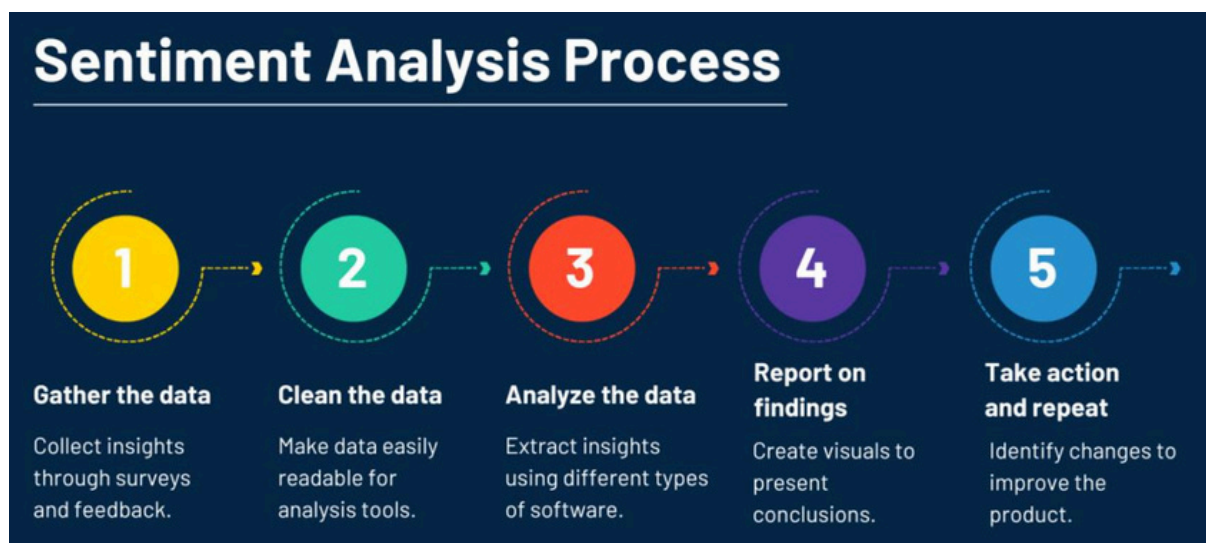 Sentiment Analysis Process
1
Gather the data
Collect insights
through surveys
and feedback.
2
Clean the data
Make data easily
readable for
analysis tools.
3
Analyze the data
Extract insights
using different types
of software.
4
Report on
findings
Create visuals to
present
conclusions.
5
Take action
and repeat
Identify changes to
improve the
product.